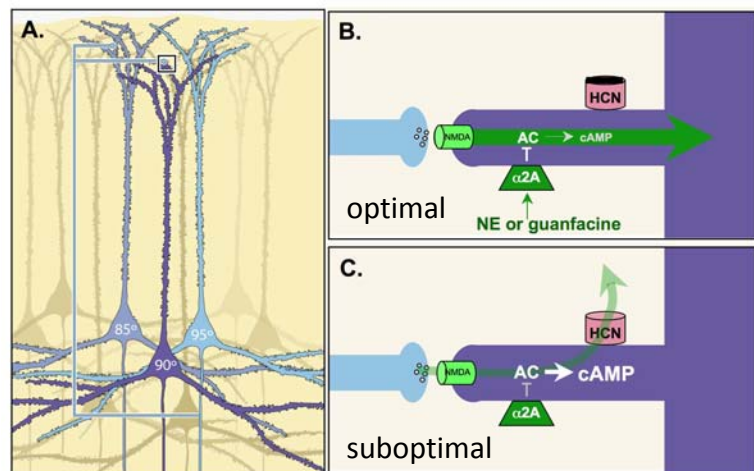 A.
85°
95°
90°
B.
HCN
NMDA
AC → cAMP
α2A
optimal
NE or guanfacine
C.
HCN
NMDA
AC → cAMP
α2A
suboptimal